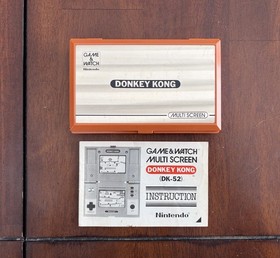 GAME
&
WATCH
Nintendo
DONKEY KONG
MULTI SCREEN
GAME & WATCH
MULTI SCREEN
DONKEY KONG
(DK-52)
INSTRUCTION
Nintendo